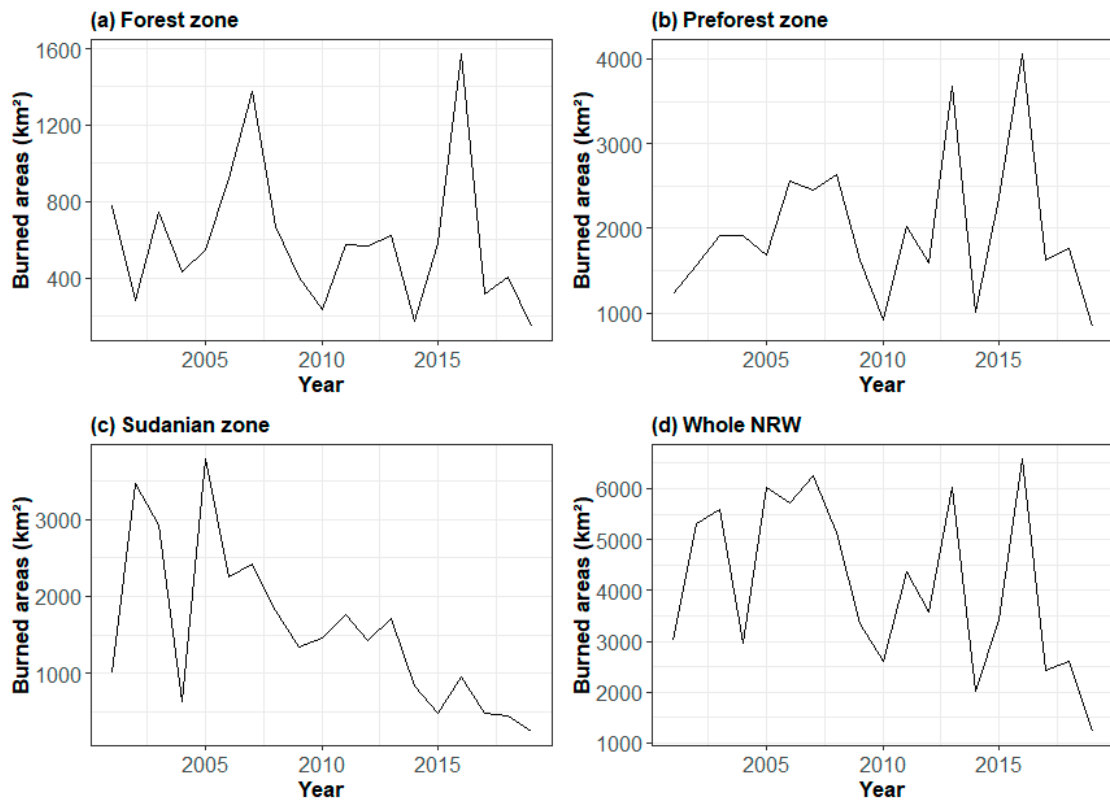 (a) Forest zone
Burned areas (km²)
1600
1200
800
400
2005 2010 2015
Year
(b) Preforest zone
Burned areas (km²)
4000
3000
2000
1000
2005 2010 2015
Year
(c) Sudanian zone
Burned areas (km²)
3000
2000
1000
2005 2010 2015
Year
(d) Whole NRW
Burned areas (km²)
6000
5000
4000
3000
2000
1000
2005 2010 2015
Year